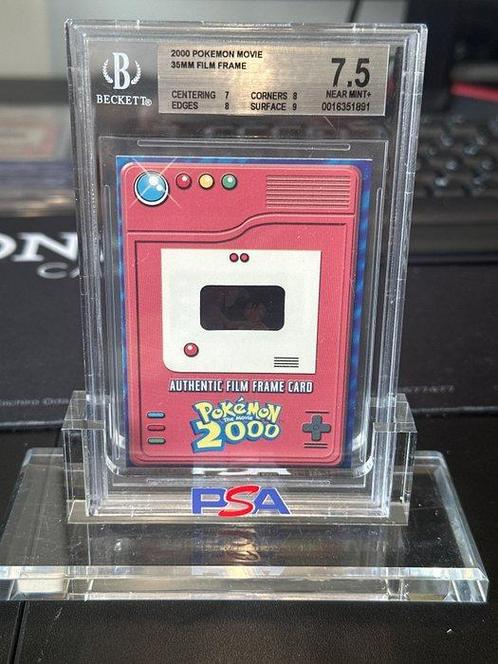 B
BECKETT®
2000 POKEMON MOVIE
35MM FILM FRAME
CENTERING 7 CORNERS 8
EDGES 8 SURFACE 9
7.5
NEAR MINT+
0016351891
AUTHENTIC FILM FRAME CARD
POKéMON
THE MOVIE
2000
PSA